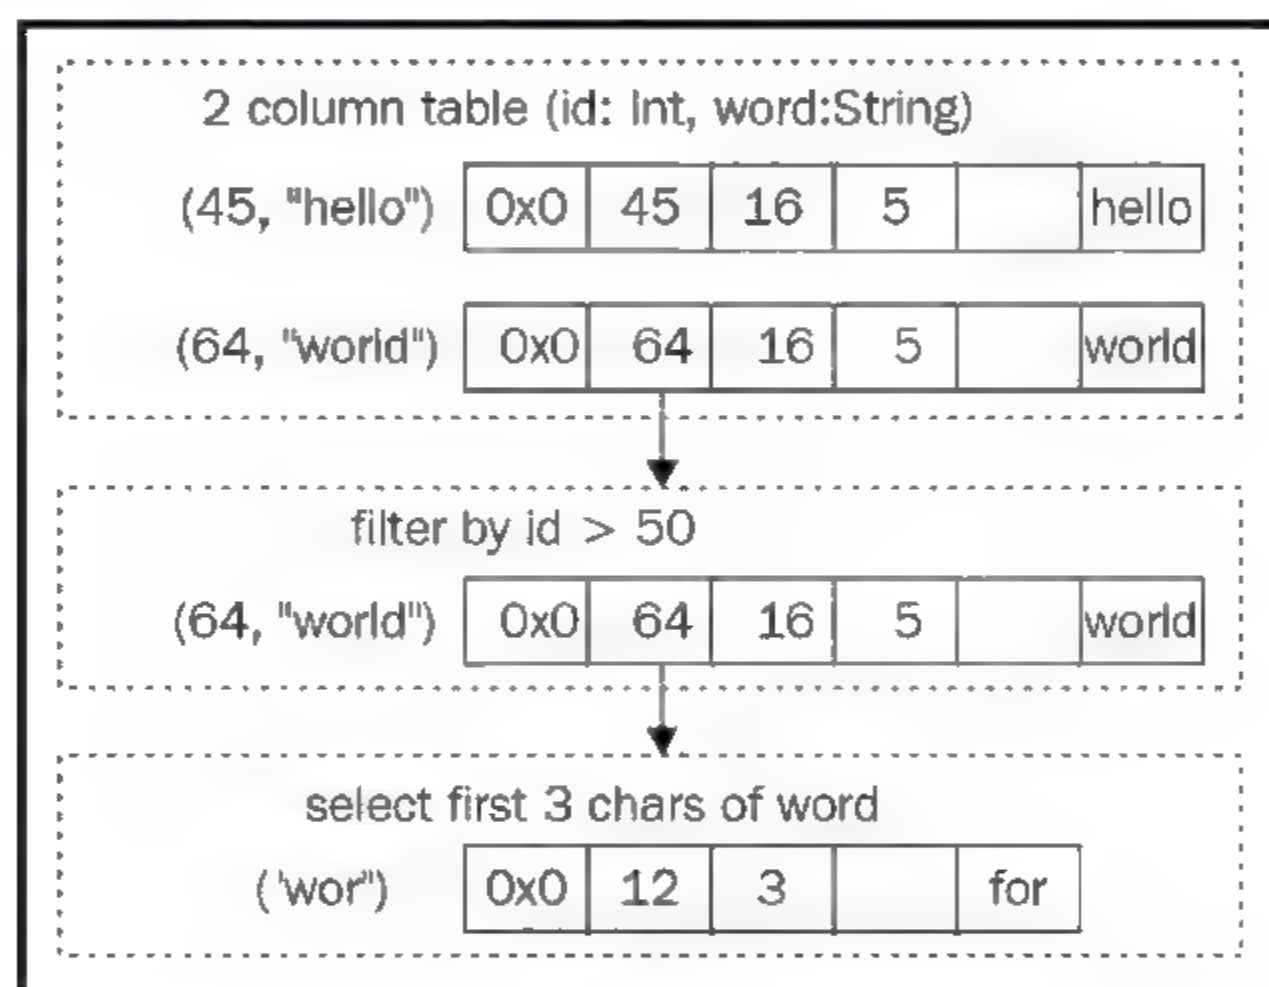 2 column table (id: Int, word:String)
(45, "hello") 0x0 45 16 5 hello
(64, "world") 0x0 64 16 5 world
filter by id > 50
(64, "world") 0x0 64 16 5 world
select first 3 chars of word
('wor") 0x0 12 3 for